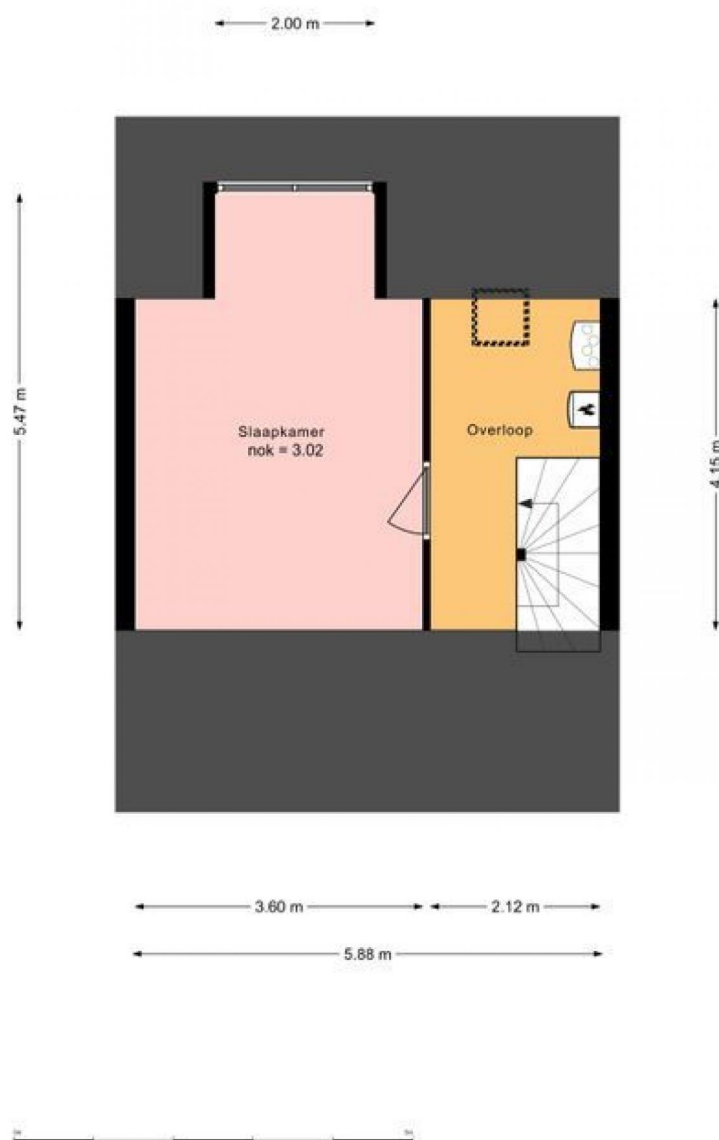 2.00 m
5.47 m
4.15 m
Slaapkamer
nok = 3.02
Overloop
3.60 m
2.12 m
5.88 m